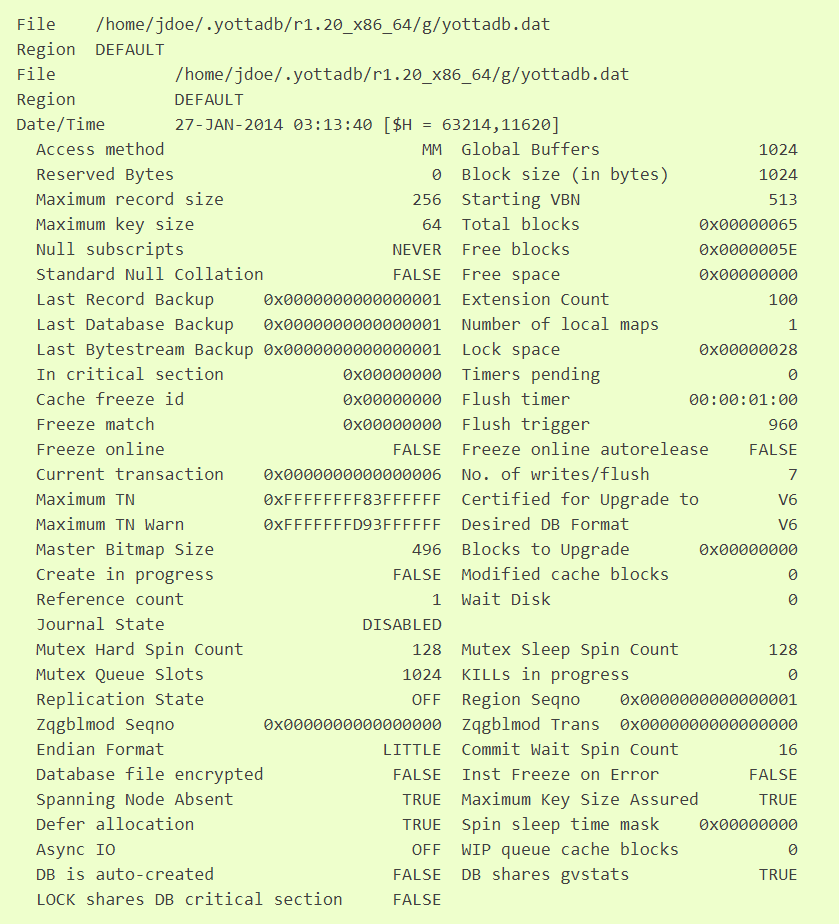 File    /home/jdoe/.yottadb/r1.20_x86_64/g/yottadb.dat
Region  DEFAULT
File            /home/jdoe/.yottadb/r1.20_x86_64/g/yottadb.dat
Region          DEFAULT
Date/Time       27-JAN-2014 03:13:40 [$H = 63214,11620]
  Access method                          MM  Global Buffers                1024
  Reserved Bytes                          0  Block size (in bytes)         1024
  Maximum record size                   256  Starting VBN                   513
  Maximum key size                       64  Total blocks            0x00000065
  Null subscripts                     NEVER  Free blocks             0x0000005E
  Standard Null Collation             FALSE  Free space              0x00000000
  Last Record Backup     0x0000000000000001  Extension Count                100
  Last Database Backup   0x0000000000000001  Number of local maps             1
  Last Bytestream Backup 0x0000000000000001  Lock space              0x00000028
  In critical section            0x00000000  Timers pending                   0
  Cache freeze id                0x00000000  Flush timer            00:00:01:00
  Freeze match                   0x00000000  Flush trigger                  960
  Freeze online                       FALSE  Freeze online autorelease    FALSE
  Current transaction    0x0000000000000006  No. of writes/flush              7
  Maximum TN             0xFFFFFFFF83FFFFFF  Certified for Upgrade to        V6
  Maximum TN Warn        0xFFFFFFFD93FFFFFF  Desired DB Format               V6
  Master Bitmap Size                    496  Blocks to Upgrade       0x00000000
  Create in progress                  FALSE  Modified cache blocks            0
  Reference count                         1  Wait Disk                        0
  Journal State                    DISABLED
  Mutex Hard Spin Count                 128  Mutex Sleep Spin Count         128
  Mutex Queue Slots                    1024  KILLs in progress                0
  Replication State                     OFF  Region Seqno    0x0000000000000001
  Zqgblmod Seqno         0x0000000000000000  Zqgblmod Trans  0x0000000000000000
  Endian Format                      LITTLE  Commit Wait Spin Count          16
  Database file encrypted             FALSE  Inst Freeze on Error         FALSE
  Spanning Node Absent                 TRUE  Maximum Key Size Assured      TRUE
  Defer allocation                     TRUE  Spin sleep time mask    0x00000000
  Async IO                              OFF  WIP queue cache blocks           0
  DB is auto-created                  FALSE  DB shares gvstats             TRUE
  LOCK shares DB critical section     FALSE